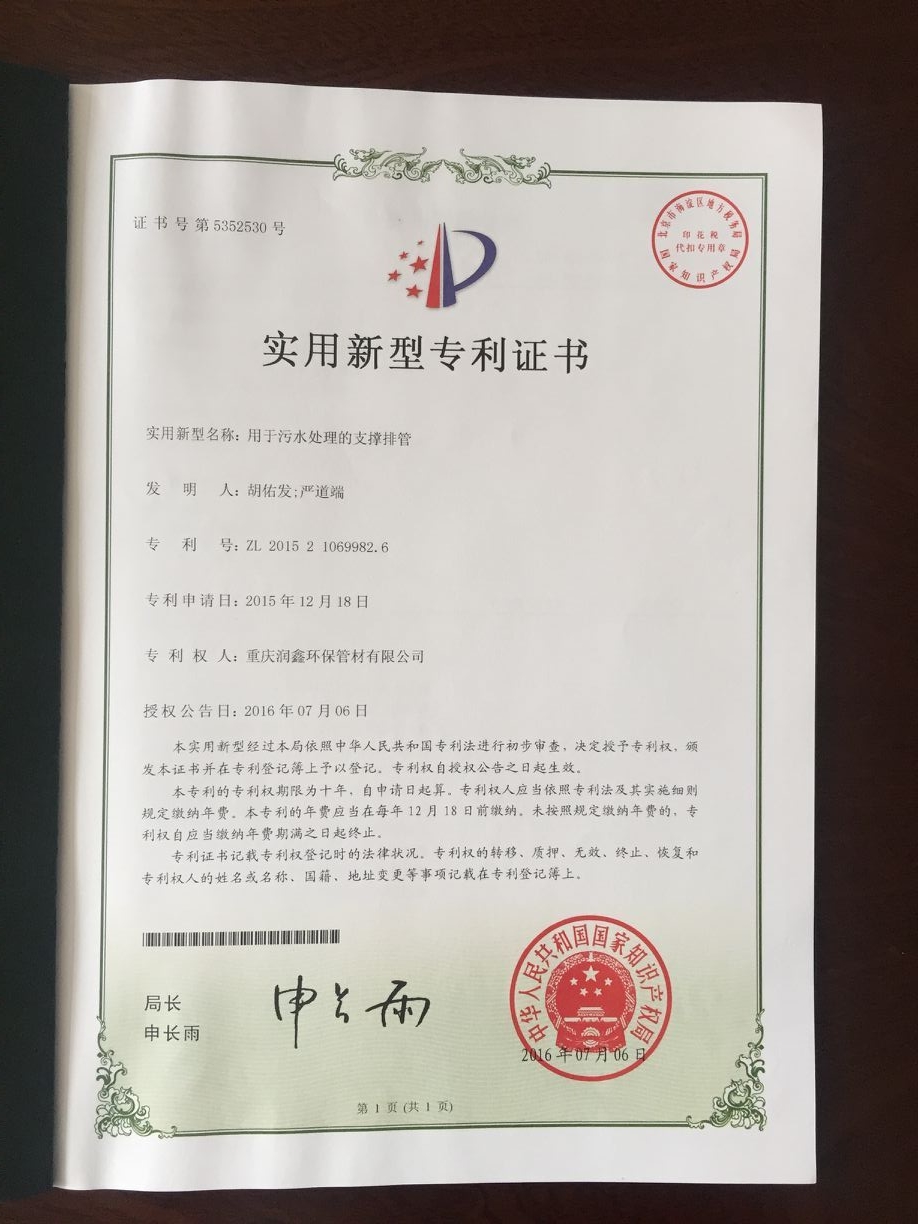 证书号第5352530号
北京市海淀区地方税务局
印花税
代扣专用章
国家知识产权局
实用新型专利证书
实用新型名称：用于污水处理的支撑排管
发明人：胡佑发;严道端
专利号：ZL 2015 2 1069982.6
专利申请日：2015年12月18日
专利权人：重庆润鑫环保管材有限公司
授权公告日：2016年07月06日
本实用新型经过本局依照中华人民共和国专利法进行初步审查，决定授予专利权，颁
发本证书并在专利登记簿上予以登记。专利权自授权公告之日起生效。
本专利的专利权期限为十年，自申请日起算。专利权人应当依照专利法及其实施细则
规定缴纳年费。本专利的年费应当在每年12月18日前缴纳。未按照规定缴纳年费的，专
利权自应当缴纳年费期满之日起终止。
专利证书记载专利权登记时的法律状况。专利权的转移、质押、无效、终止、恢复和
专利权人的姓名或名称、国籍、地址变更等事项记载在专利登记簿上。
局长
申长雨
申长雨
中华人民共和国国家知识产权局
2016年07月06日
第1页(共1页)